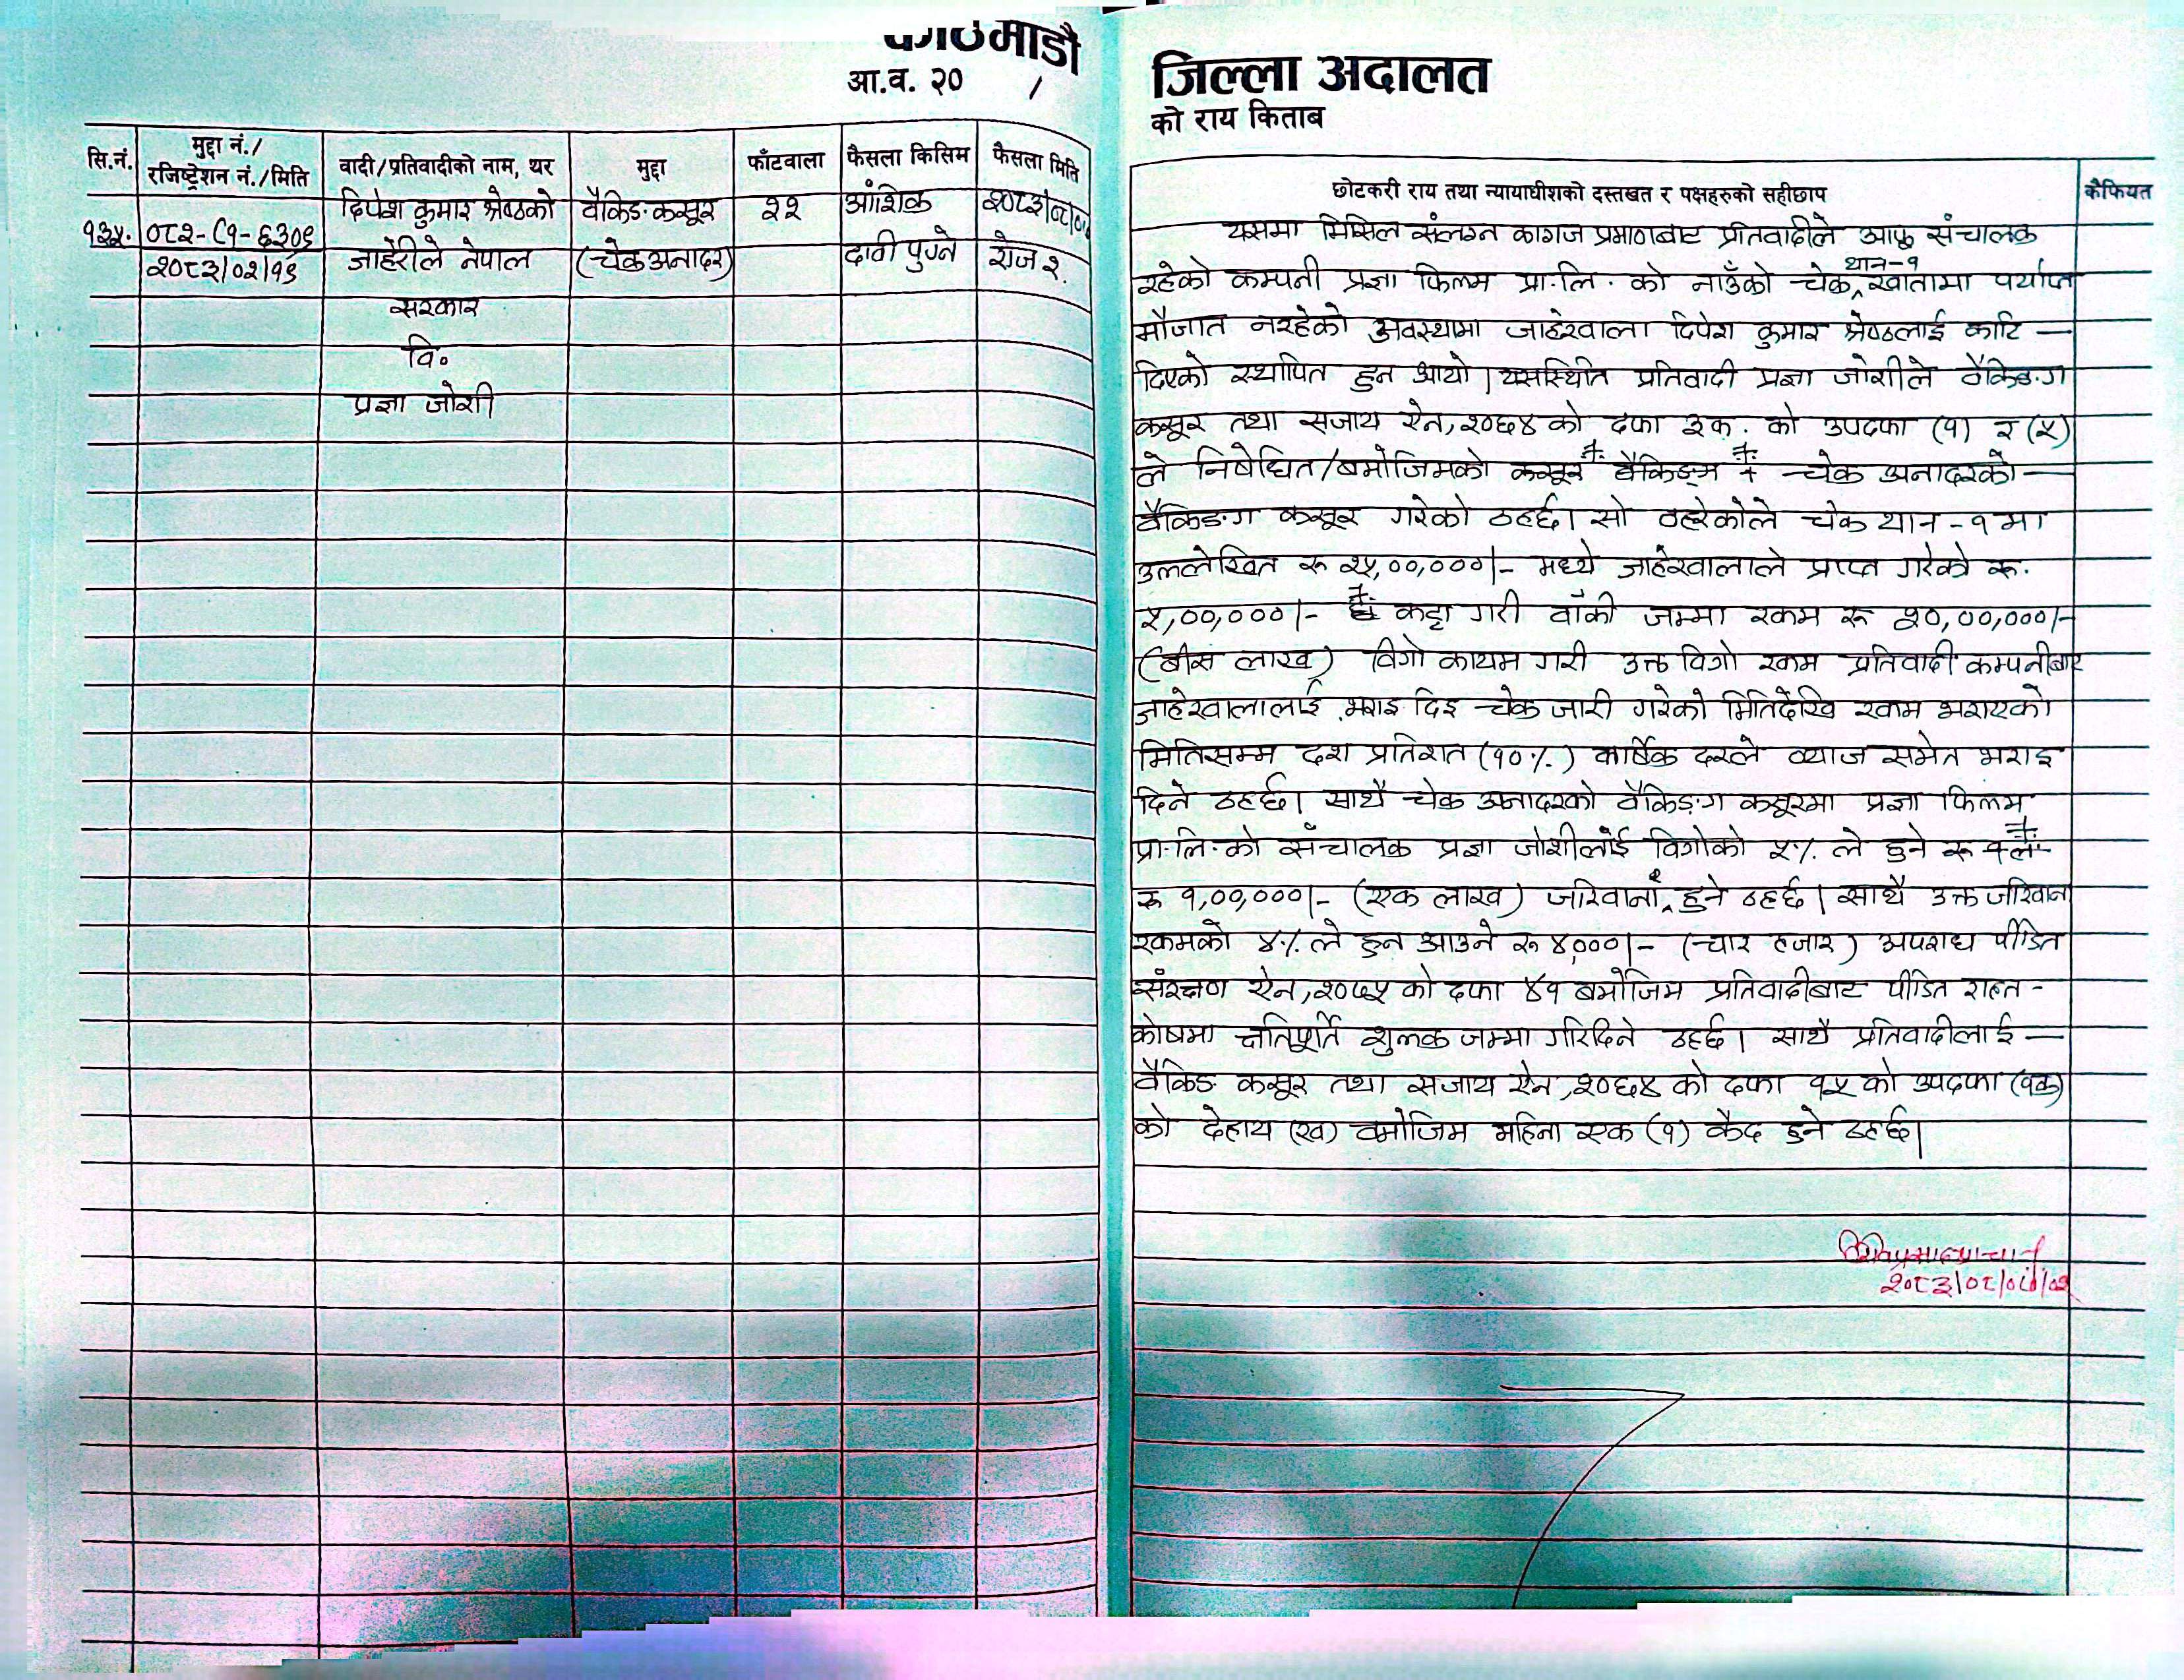 काठमाडौं जिल्ला अदालत
आ.व. २०    /    को राय किताब
सि.नं. मुद्दा नं./रजिष्ट्रेशन नं./मिति वादी/प्रतिवादीको नाम, थर मुद्दा फाँटवाला फैसला किसिम फैसला मिति
१३५. ०८२-C१-६३०९ दिपेश कुमार श्रेष्ठको बैकिङ कसूर २२ आंशिक
२०८३/०२/१९ जाहेरीले नेपाल (चेक अनादर) दावी पुग्ने रोज २.
सरकार
वि०
प्रज्ञा जोशी
छोटकरी राय तथा न्यायाधीशको दस्तखत र पक्षहरुको सहीछाप कैफियत
यसमा मिसिल संलग्न कागज प्रमाणबाट प्रतिवादीले आफू संचालक
रहेको कम्पनी प्रज्ञा फिल्म प्रा.लि. को नाउँको चेक थान-१ खातामा पर्याप्त
मौजात नरहेको अवस्थामा जाहेरवाला दिपेश कुमार श्रेष्ठलाई काटि —
दिएको स्थापित हुन आयो। यसस्थिति प्रतिवादी प्रज्ञा जोशीले बैकिङग
कसूर तथा सजाय ऐन, २०६४ को दफा ३क. को उपदफा (१) र (५)
ले निषेधित/बमोजिमको कसूर बैकिङ्ग चेक अनादरको —
बैकिङग कसूर गरेको ठहर्छ। सो ठहरेकोले चेक थान -१ मा
उल्लेखित रू २५,००,०००/- मध्ये जाहेरवालाले प्राप्त गरेको रू.
५,००,०००/- कट्टा गरी बाँकी जम्मा रकम रू २०,००,०००/-
(बीस लाख) विगो कायम गरी उक्त विगो रकम प्रतिवादी कम्पनीबाट
जाहेरवालालाई भराइ दिइ चेक जारी गरेको मितिदेखि रकम भराएको
मितिसम्म दश प्रतिशत (१०%) वार्षिक दरले ब्याज समेत भराइ
दिने ठहर्छ। साथै चेक अनादरको बैकिङ्ग कसूरमा प्रज्ञा फिल्म
प्रा.लि.को संचालक प्रज्ञा जोशीलाई विगोको ५% ले हुने रू
रू १,००,०००/- (एक लाख) जरिवाना र हुने ठहर्छ। साथै उक्त जरिवाना
रकमको ४% ले हुन आउने रू ४,०००/- (चार हजार) अपराध पीडित
संरक्षण ऐन, २०७५ को दफा ४१ बमोजिम प्रतिवादीबाट पीडित राहत -
कोषमा क्षतिपूर्ति शुल्क जम्मा गरिदिने ठहर्छ। साथै प्रतिवादीलाई —
बैकिङ कसूर तथा सजाय ऐन, २०६४ को दफा १५ को उपदफा (१क)
को देहाय (ख) बमोजिम महिना एक (१) कैद हुने ठहर्छ।